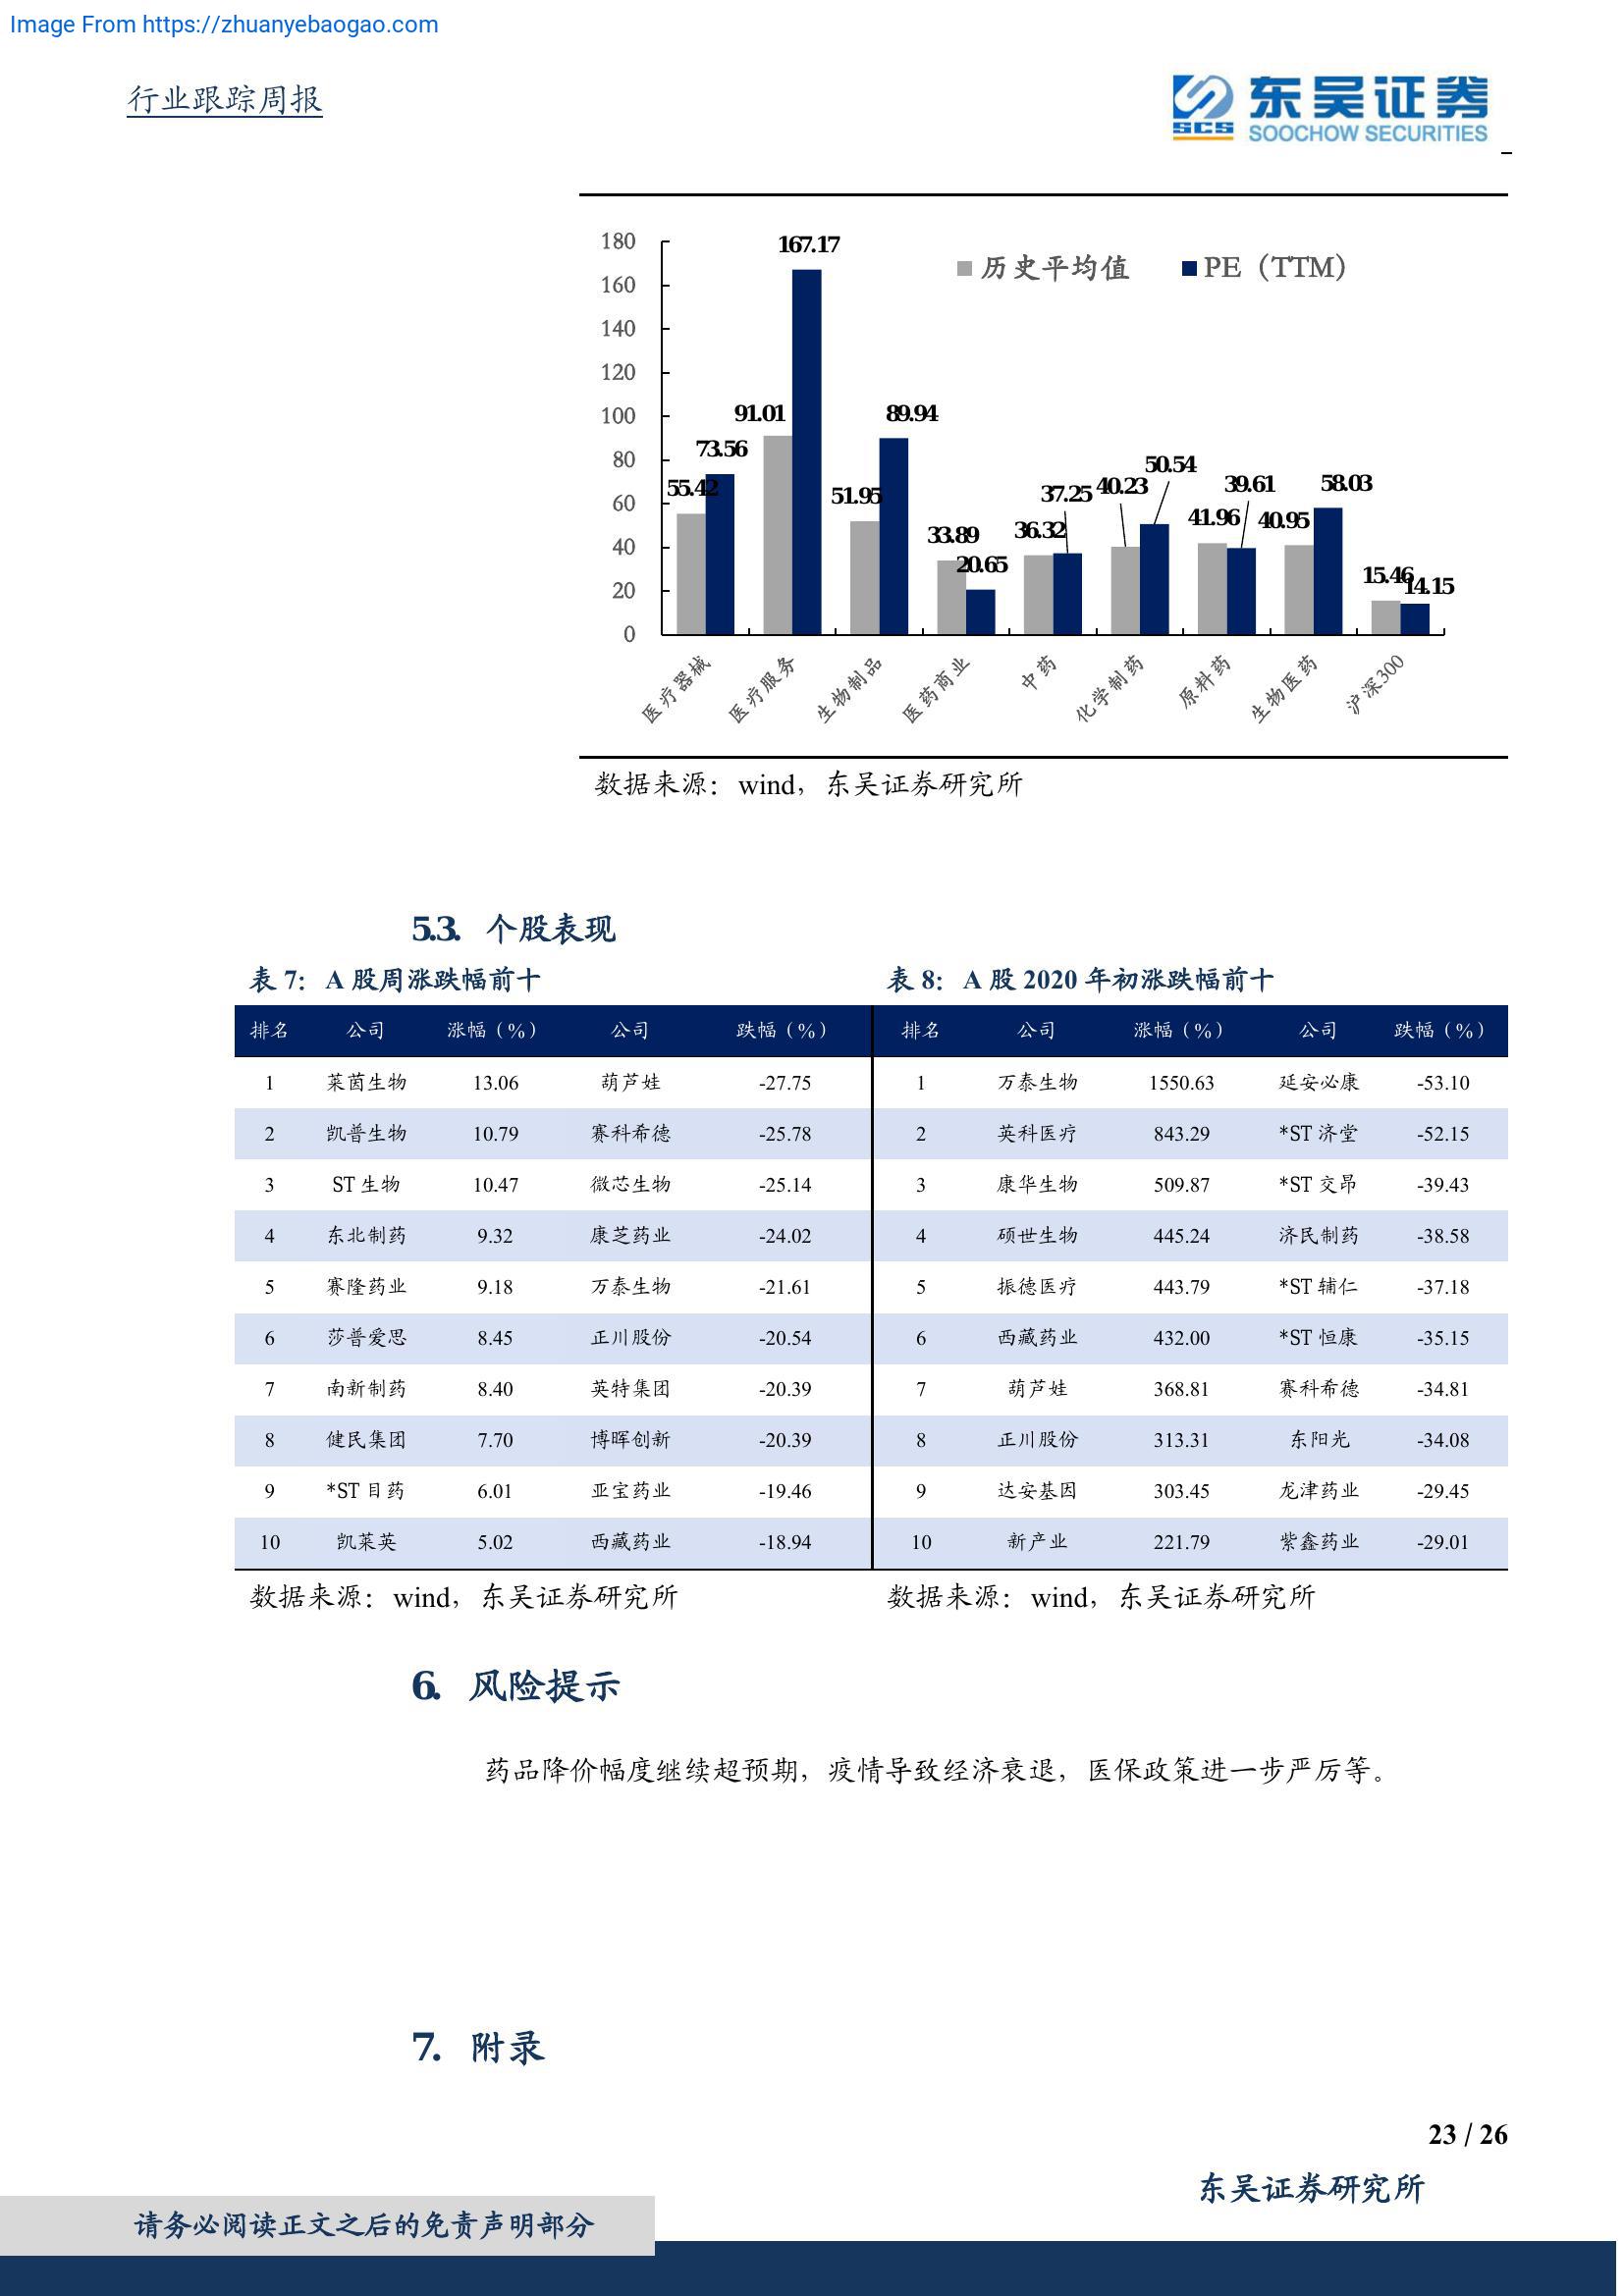 Image From https://zhuanyebaogao.com
行业跟踪周报
东吴证券
SCS
SOOCHOW SECURITIES
180
160
140
120
100
80
60
40
20
0
历史平均值 PE（TTM）
55.42 73.56 91.01 167.17 51.95 89.94 33.89 20.65 36.32 37.25 40.23 50.54 41.96 39.61 40.95 58.03 15.46 14.15
医疗器械 医疗服务 生物制品 医药商业 中药 化学制药 原料药 生物医药 沪深300
数据来源：wind，东吴证券研究所
5.3. 个股表现
表 7：A 股周涨跌幅前十 表 8：A 股 2020 年初涨跌幅前十
排名 公司 涨幅（%） 公司 跌幅（%） 排名 公司 涨幅（%） 公司 跌幅（%）
1 莱茵生物 13.06 葫芦娃 -27.75 1 万泰生物 1550.63 延安必康 -53.10
2 凯普生物 10.79 赛科希德 -25.78 2 英科医疗 843.29 *ST 济堂 -52.15
3 ST 生物 10.47 微芯生物 -25.14 3 康华生物 509.87 *ST 交昂 -39.43
4 东北制药 9.32 康芝药业 -24.02 4 硕世生物 445.24 济民制药 -38.58
5 赛隆药业 9.18 万泰生物 -21.61 5 振德医疗 443.79 *ST 辅仁 -37.18
6 莎普爱思 8.45 正川股份 -20.54 6 西藏药业 432.00 *ST 恒康 -35.15
7 南新制药 8.40 英特集团 -20.39 7 葫芦娃 368.81 赛科希德 -34.81
8 健民集团 7.70 博晖创新 -20.39 8 正川股份 313.31 东阳光 -34.08
9 *ST 目药 6.01 亚宝药业 -19.46 9 达安基因 303.45 龙津药业 -29.45
10 凯莱英 5.02 西藏药业 -18.94 10 新产业 221.79 紫鑫药业 -29.01
数据来源：wind，东吴证券研究所 数据来源：wind，东吴证券研究所
6. 风险提示
药品降价幅度继续超预期，疫情导致经济衰退，医保政策进一步严厉等。
7. 附录
23 / 26
东吴证券研究所
请务必阅读正文之后的免责声明部分